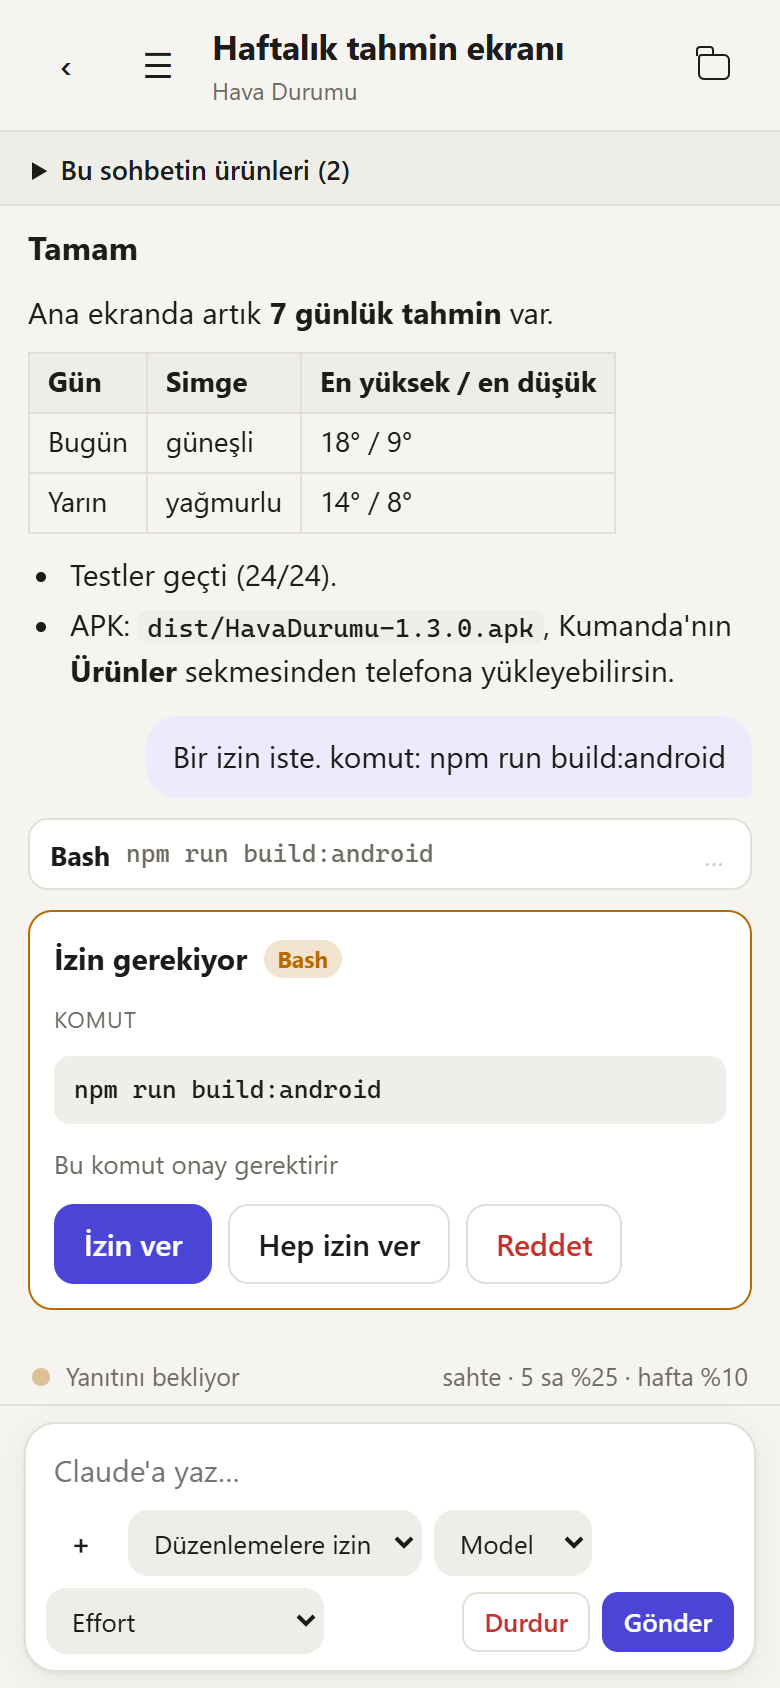 Haftalık tahmin ekranı
Hava Durumu
Bu sohbetin ürünleri (2)
Tamam
Ana ekranda artık 7 günlük tahmin var.
Gün Simge En yüksek / en düşük
Bugün güneşli 18° / 9°
Yarın yağmurlu 14° / 8°
Testler geçti (24/24).
APK: dist/HavaDurumu-1.3.0.apk, Kumanda'nın
Ürünler sekmesinden telefona yükleyebilirsin.
Bir izin iste. komut: npm run build:android
Bash npm run build:android ...
İzin gerekiyor Bash
KOMUT
npm run build:android
Bu komut onay gerektirir
İzin ver Hep izin ver Reddet
Yanıtını bekliyor sahte · 5 sa %25 · hafta %10
Claude'a yaz...
+ Düzenlemelere izin Model
Effort Durdur Gönder